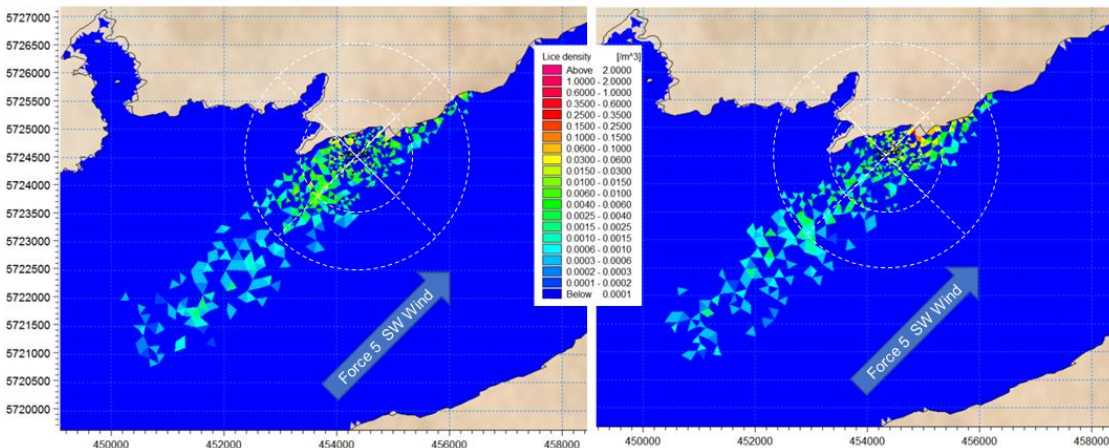 5727000
5726500
5726000
5725500
5725000
5724500
5724000
5723500
5723000
5722500
5722000
5721500
5721000
5720500
5720000
Lice density [/m^3]
Above 2.0000
1.0000 - 2.0000
0.6000 - 1.0000
0.3500 - 0.6000
0.2500 - 0.3500
0.1500 - 0.2500
0.1000 - 0.1500
0.0600 - 0.1000
0.0300 - 0.0600
0.0150 - 0.0300
0.0100 - 0.0150
0.0060 - 0.0100
0.0040 - 0.0060
0.0025 - 0.0040
0.0015 - 0.0025
0.0010 - 0.0015
0.0006 - 0.0010
0.0003 - 0.0006
0.0002 - 0.0003
0.0001 - 0.0002
Below 0.0001
Force 5 SW Wind
Force 5 SW Wind
450000 452000 454000 456000 458000
450000 452000 454000 456000 458000